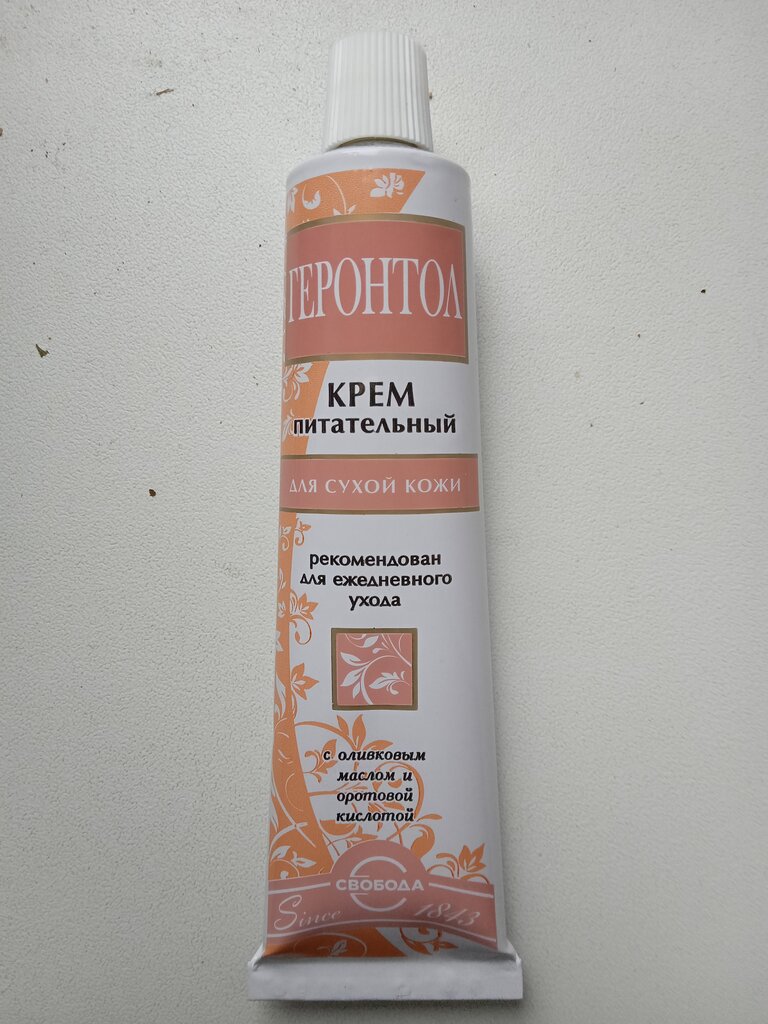 ГЕРОНТОЛ
КРЕМ
питательный
ДЛЯ СУХОЙ КОЖИ
рекомендован
для ежедневного
ухода
с оливковым
маслом и
оротовой
кислотой
СВОБОДА
Since 1843